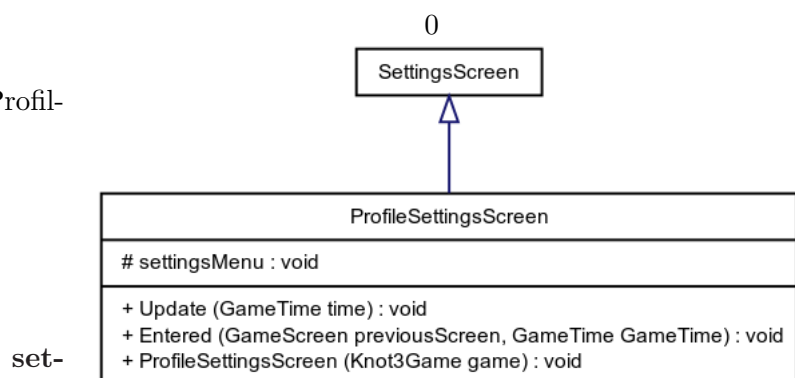 0
SettingsScreen
Profil-
ProfileSettingsScreen
# settingsMenu : void
+ Update (GameTime time) : void
+ Entered (GameScreen previousScreen, GameTime GameTime) : void
set-
+ ProfileSettingsScreen (Knot3Game game) : void